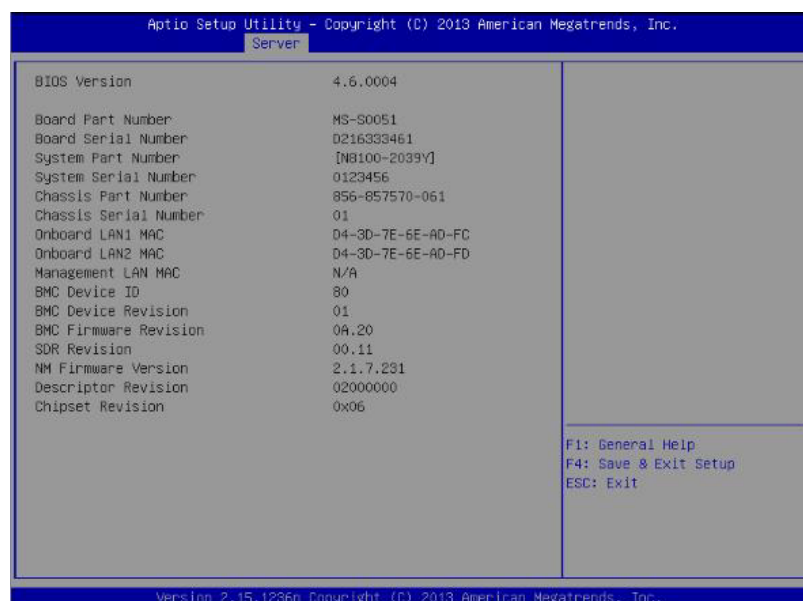 Aptio Setup Utility – Copyright (C) 2013 American Megatrends, Inc.
Server
BIOS Version 4.6.0004
Board Part Number MS-S0051
Board Serial Number D216333461
System Part Number [N8100-2039Y]
System Serial Number 0123456
Chassis Part Number 856-857570-061
Chassis Serial Number 01
Onboard LAN1 MAC D4-3D-7E-6E-AD-FC
Onboard LAN2 MAC D4-3D-7E-6E-AD-FD
Management LAN MAC N/A
BMC Device ID 80
BMC Device Revision 01
BMC Firmware Revision 0A.20
SDR Revision 00.11
NM Firmware Version 2.1.7.231
Descriptor Revision 02000000
Chipset Revision 0x06
F1: General Help
F4: Save & Exit Setup
ESC: Exit
Version 2.15.1236n Copyright (C) 2013 American Megatrends, Inc.